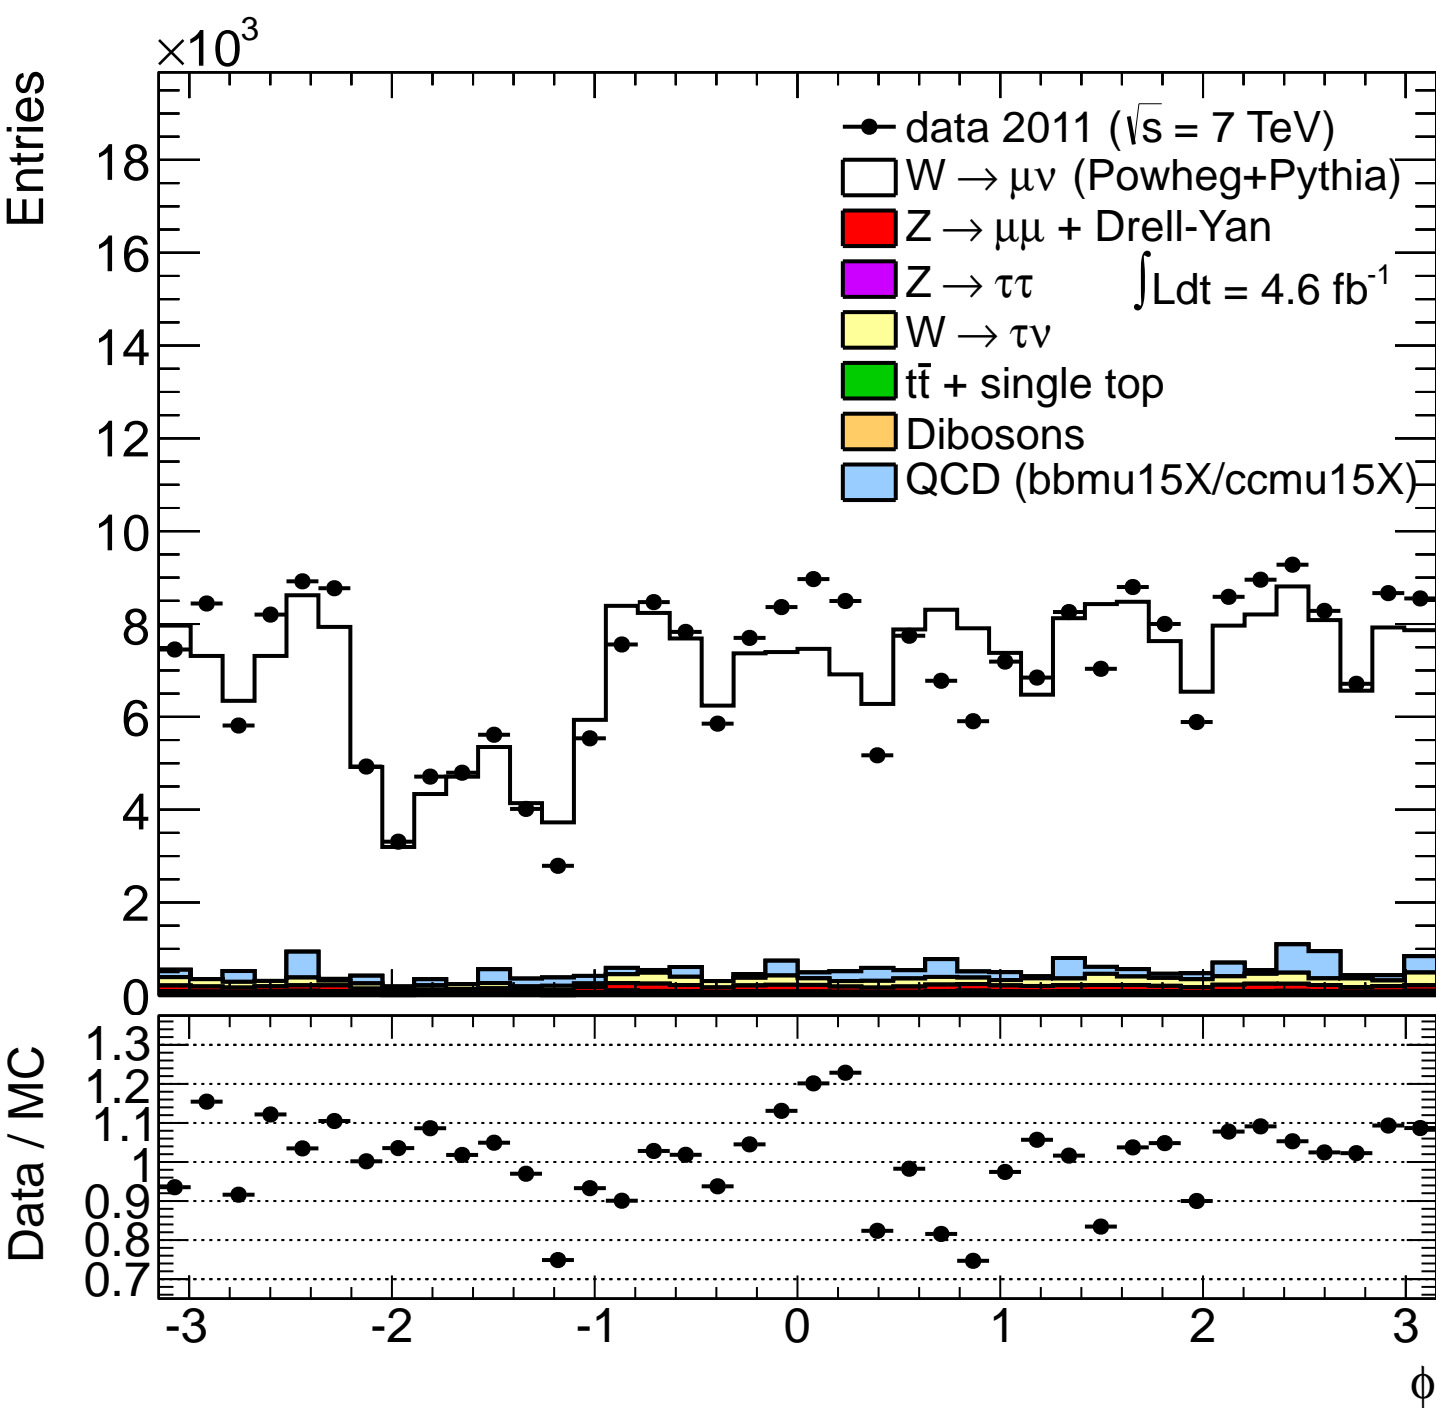 ×10³
Entries
18
16
14
12
10
8
6
4
2
0
data 2011 (√s = 7 TeV)
W → μν (Powheg+Pythia)
Z → μμ + Drell-Yan
Z → ττ
∫Ldt = 4.6 fb⁻¹
W → τν
tt̄ + single top
Dibosons
QCD (bbmu15X/ccmu15X)
Data / MC
1.3
1.2
1.1
1
0.9
0.8
0.7
-3 -2 -1 0 1 2 3
ϕ